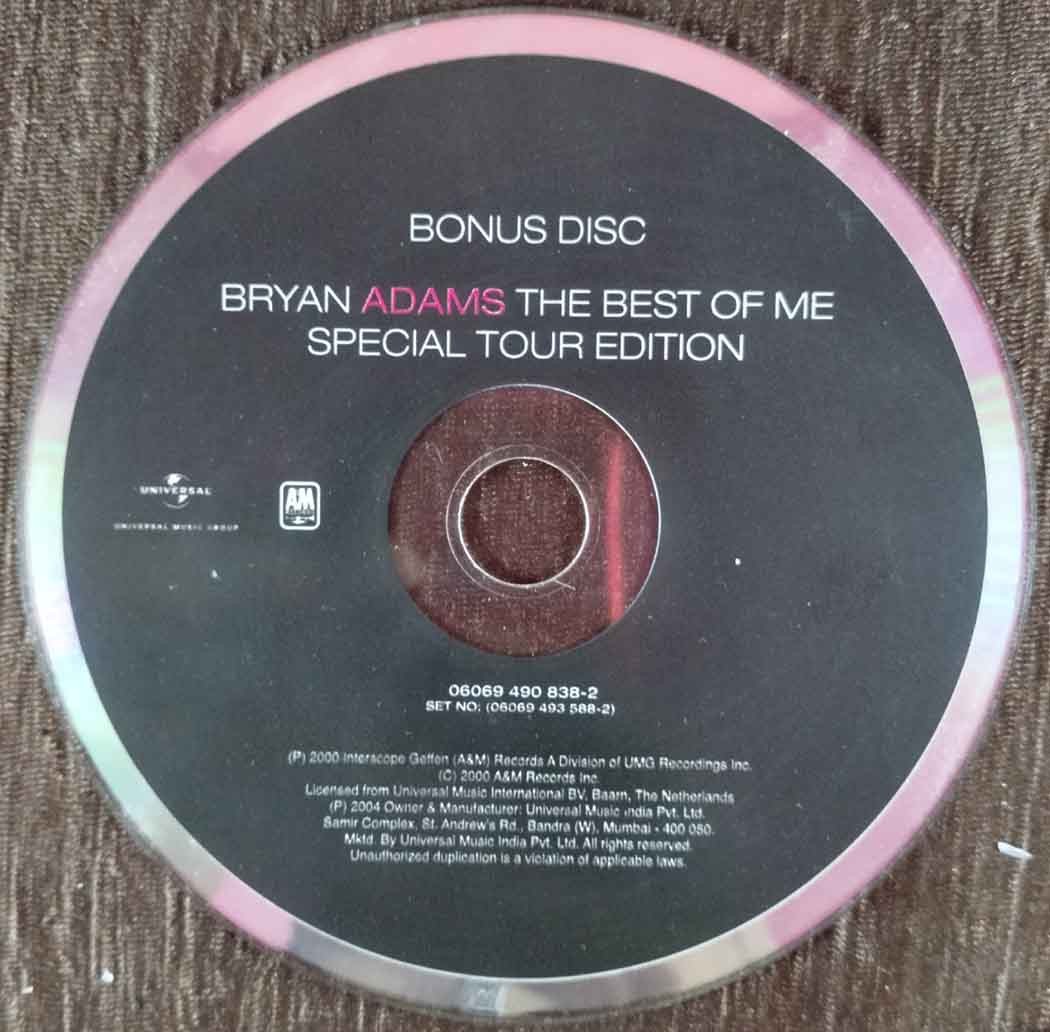 BONUS DISC
BRYAN ADAMS THE BEST OF ME
SPECIAL TOUR EDITION
UNIVERSAL
UNIVERSAL MUSIC GROUP
A&M
06069 490 838-2
SET NO: (06069 493 588-2)
(P) 2000 Interscope Geffen (A&M) Records A Division of UMG Recordings Inc.
(C) 2000 A&M Records Inc.
Licensed from Universal Music International BV, Baarn, The Netherlands
(P) 2004 Owner & Manufacturer: Universal Music India Pvt. Ltd.
Samir Complex, St. Andrew's Rd., Bandra (W), Mumbai - 400 050.
Mktd. By Universal Music India Pvt. Ltd. All rights reserved.
Unauthorized duplication is a violation of applicable laws.